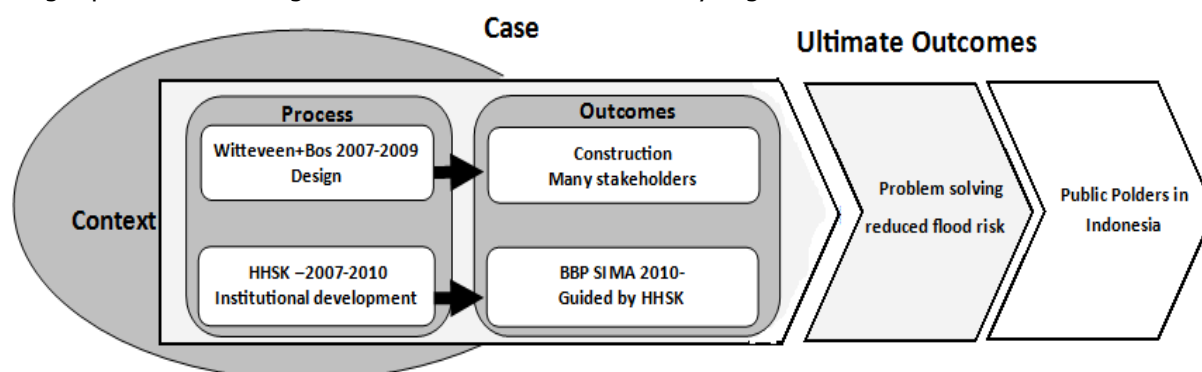 Case
Ultimate Outcomes
Process
Outcomes
Witteveen+Bos 2007-2009
Design
Construction
Many stakeholders
Context
HHSK –2007-2010
Institutional development
BBP SIMA 2010-
Guided by HHSK
Problem solving
reduced flood risk
Public Polders in
Indonesia